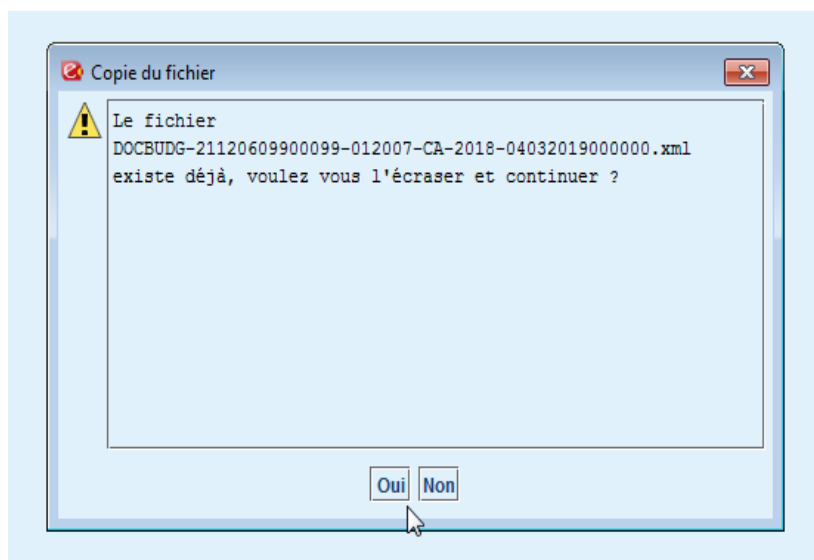 Copie du fichier
Le fichier
DOCBUDG-21120609900099-012007-CA-2018-04032019000000.xml
existe déjà, voulez vous l'écraser et continuer ?
Oui Non